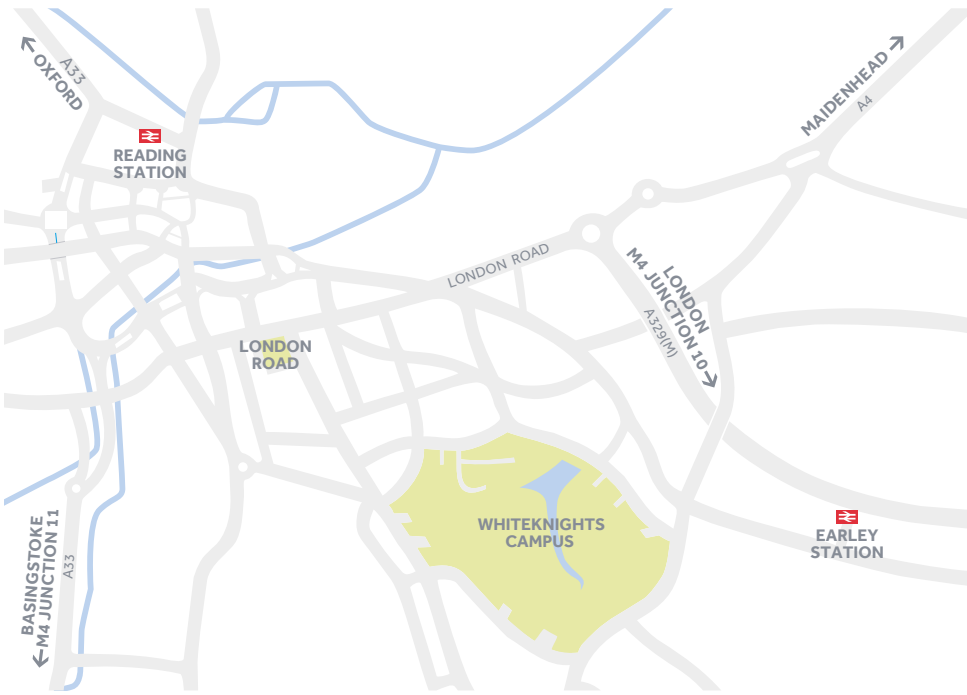 OXFORD
A33
READING
STATION
MAIDENHEAD
A4
LONDON ROAD
LONDON
M4 JUNCTION 10
A329(M)
LONDON
ROAD
WHITEKNIGHTS
CAMPUS
EARLEY
STATION
BASINGSTOKE
M4 JUNCTION 11
A33